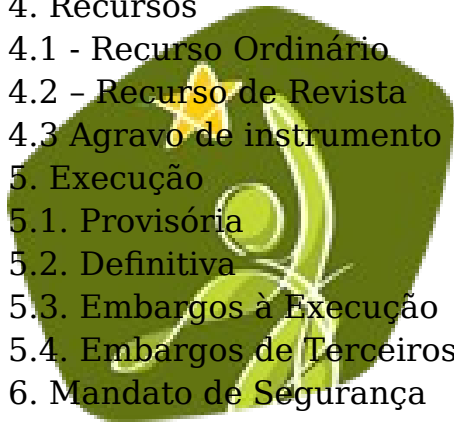 4. Recursos
4.1 - Recurso Ordinário
4.2 – Recurso de Revista
4.3 Agravo de instrumento
5. Execução
5.1. Provisória
5.2. Definitiva
5.3. Embargos à Execução
5.4. Embargos de Terceiros
6. Mandato de Segurança